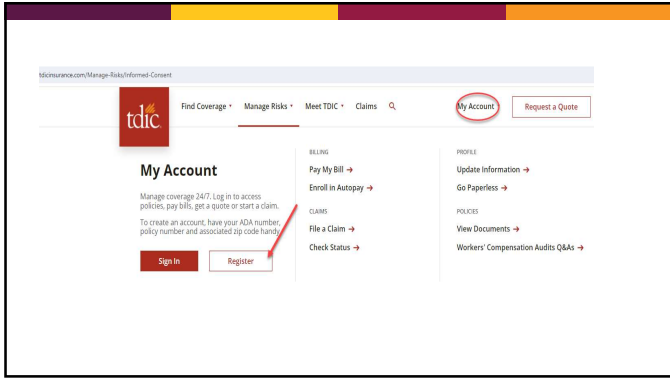 tdicinsurance.com/Manage-Risks/Informed-Consent
tdic
Find Coverage
Manage Risks
Meet TDIC
Claims
My Account
Request a Quote
My Account
Manage coverage 24/7. Log in to access
policies, pay bills, get a quote or start a claim.
To create an account, have your ADA number,
policy number and associated zip code handy.
Sign In
Register
BILLING
Pay My Bill →
Enroll in Autopay →
CLAIMS
File a Claim →
Check Status →
PROFILE
Update Information →
Go Paperless →
POLICIES
View Documents →
Workers' Compensation Audits Q&As →